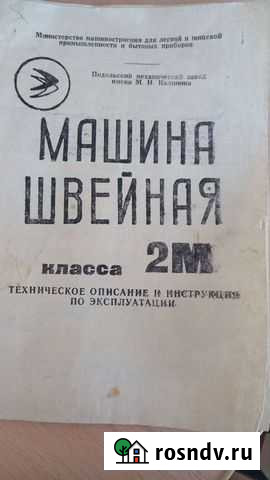 Министерство машиностроения для легкой и пищевой
промышленности и бытовых приборов
Подольский механический завод
имени М. И. Калинина
МАШИНА
ШВЕЙНАЯ
класса 2М
ТЕХНИЧЕСКОЕ ОПИСАНИЕ И ИНСТРУКЦИЯ
ПО ЭКСПЛУАТАЦИИ
rosndv.ru